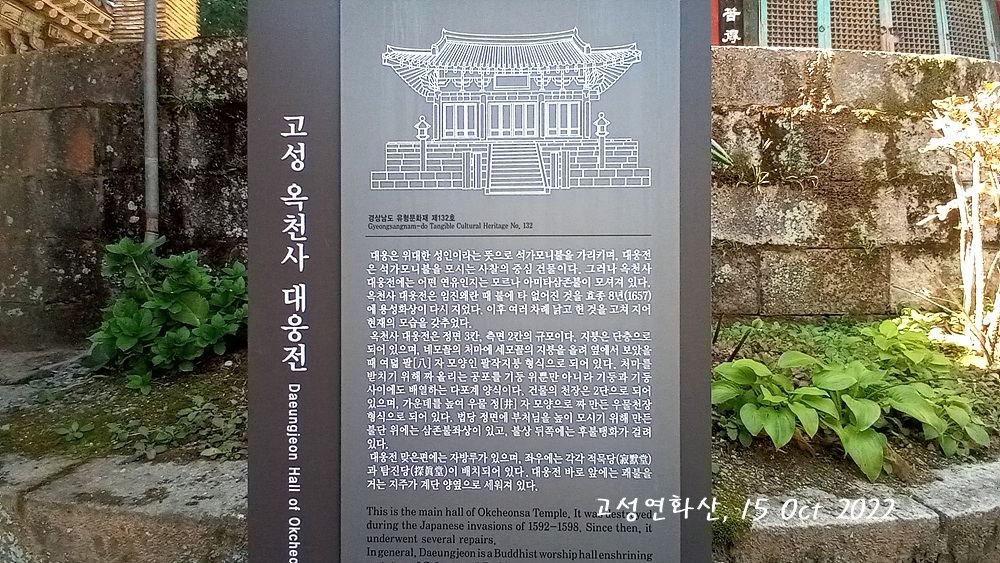 고성 옥천사 대웅전 Daeungjeon Hall of Okcheo
경상남도 유형문화재 제132호
Gyeongsangnam-do Tangible Cultural Heritage No. 132
대웅은 위대한 성인이라는 뜻으로 석가모니불을 가리키며, 대웅전
은 석가모니불을 모시는 사찰의 중심 건물이다. 그러나 옥천사
대웅전에는 어떤 연유인지는 모르나 아미타삼존불이 모셔져 있다.
옥천사 대웅전은 임진왜란 때 불에 타 없어진 것을 효종 8년(1657)
에 용성화상이 다시 지었다. 이후 여러 차례 낡고 헌 것을 고쳐 지어
현재의 모습을 갖추었다.
옥천사 대웅전은 정면 3칸, 측면 2칸의 규모이다. 지붕은 단층으로
되어 있으며, 네모꼴의 처마에 세모꼴의 지붕을 올려 옆에서 보았을
때 여덟 팔[八] 자 모양인 팔작지붕 형식으로 되어 있다. 처마를
받치기 위해 짜 올리는 공포를 기둥 위뿐만 아니라 기둥과 기둥
사이에도 배열하는 다포계 양식이다. 건물의 천장은 2단으로 되어
있으며, 가운데를 높여 우물 정[井] 자 모양으로 짜 만든 우물천장
형식으로 되어 있다. 법당 정면에 부처님을 높이 모시기 위해 만든
불단 위에는 삼존불좌상이 있고, 불상 뒤쪽에는 후불탱화가 걸려
있다.
대웅전 맞은편에는 자방루가 있으며, 좌우에는 각각 적묵당(寂默堂)
과 탐진당(探眞堂)이 배치되어 있다. 대웅전 바로 앞에는 괘불을
거는 지주가 계단 양옆으로 세워져 있다.
This is the main hall of Okcheonsa Temple. It was destroyed
during the Japanese invasions of 1592-1598. Since then, it
underwent several repairs.
In general, Daeungjeon is a Buddhist worship hall enshrining
고성연화산, 15 Oct 2022